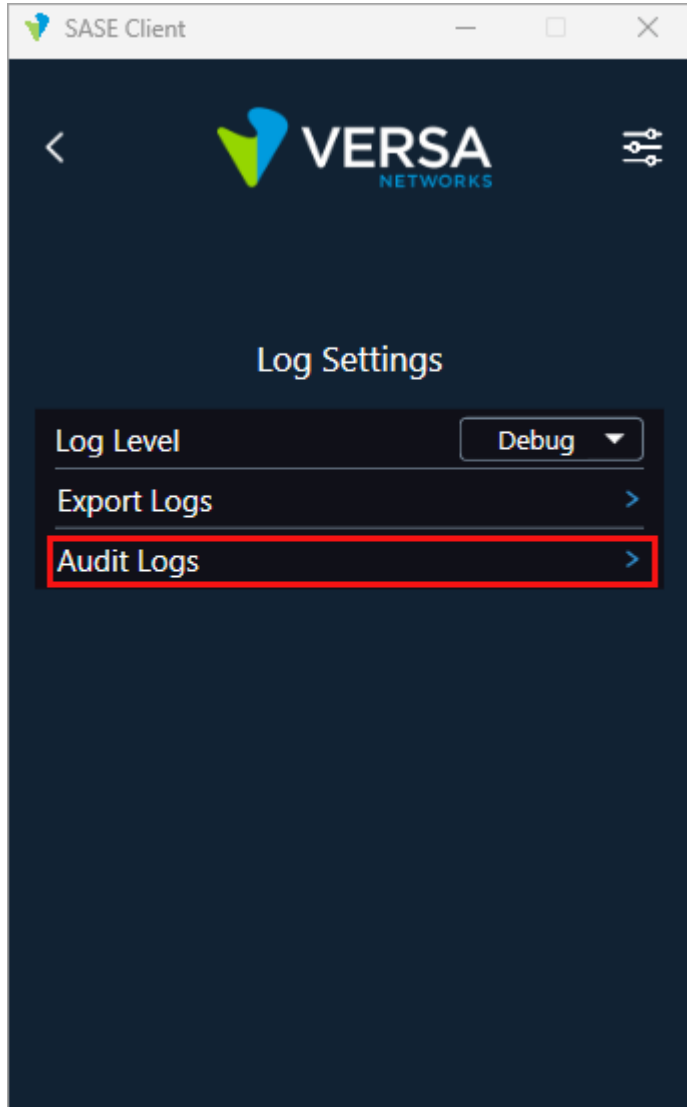 SASE Client
VERSA
NETWORKS
Log Settings
Log Level Debug
Export Logs
Audit Logs